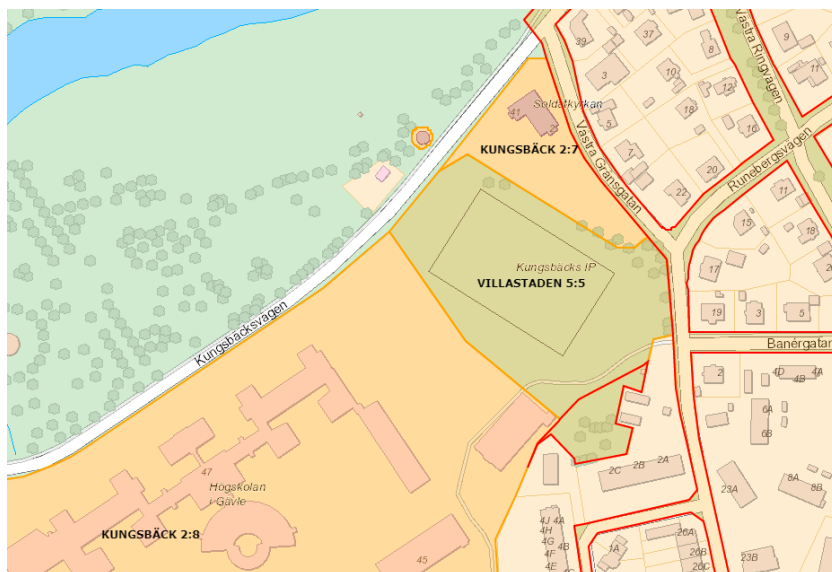 39
37
8
9
11
3
10
12
Västra Ringvägen
Soldatkyrkan
41
5
18
16
KUNGSBÄCK 2:7
Västra Gränsgatan
7
20
Runebergsvägen
22
11
15
18
Kungsbäcks IP
17
VILLASTADEN 5:5
19
3
5
Kungsbäcksvägen
Banérgatan
2
4D
4A
4B
6A
6B
2C
2B
2A
47
Högskolan
i Gävle
23A
8A
8B
KUNGSBÄCK 2:8
4J
4A
4H
4G
4B
4F
4E
45
1A
26A
26B
26C
23B